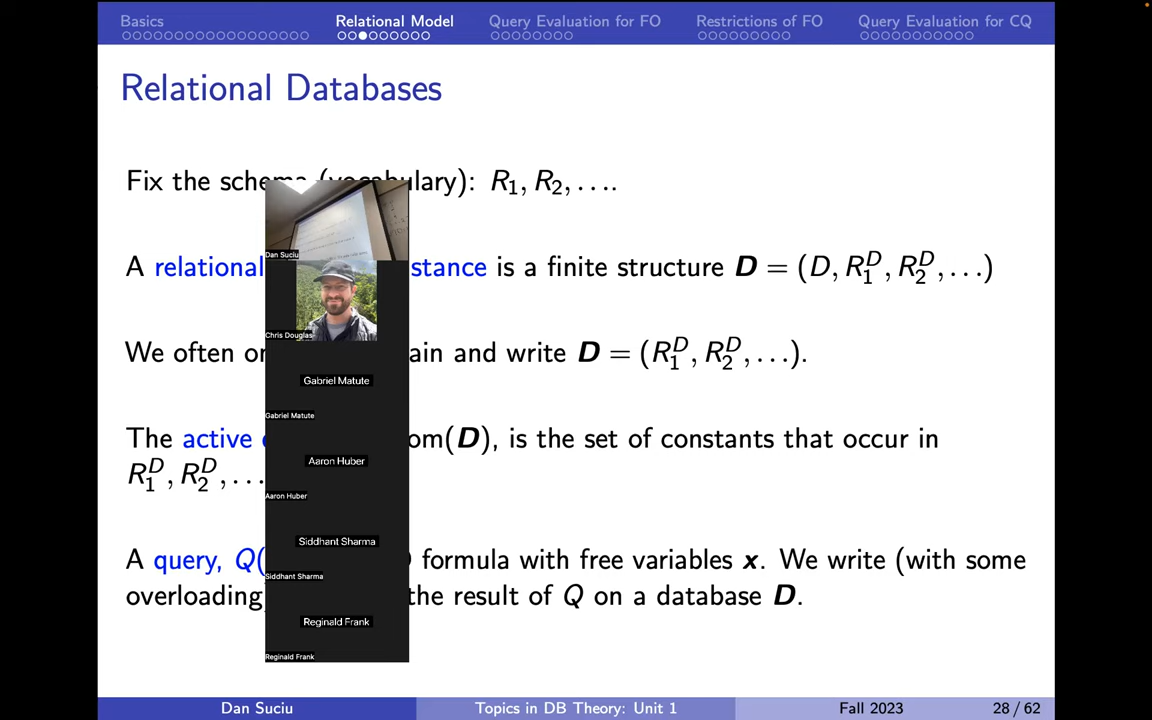 Basics Relational Model Query Evaluation for FO Restrictions of FO Query Evaluation for CQ
Relational Databases
Fix the schema (vocabulary): R₁, R₂, . . ..
A relational stance is a finite structure D = (D, R₁ᴰ, R₂ᴰ, . . .)
We often ain and write D = (R₁ᴰ, R₂ᴰ, . . .).
The active om(D), is the set of constants that occur in
R₁ᴰ, R₂ᴰ, . . .
A query, Q( formula with free variables x. We write (with some
overloading the result of Q on a database D.
Dan Suciu
Chris Douglas
Gabriel Matute
Gabriel Matute
Aaron Huber
Aaron Huber
Siddhant Sharma
Siddhant Sharma
Reginald Frank
Reginald Frank
Dan Suciu Topics in DB Theory: Unit 1 Fall 2023 28 / 62